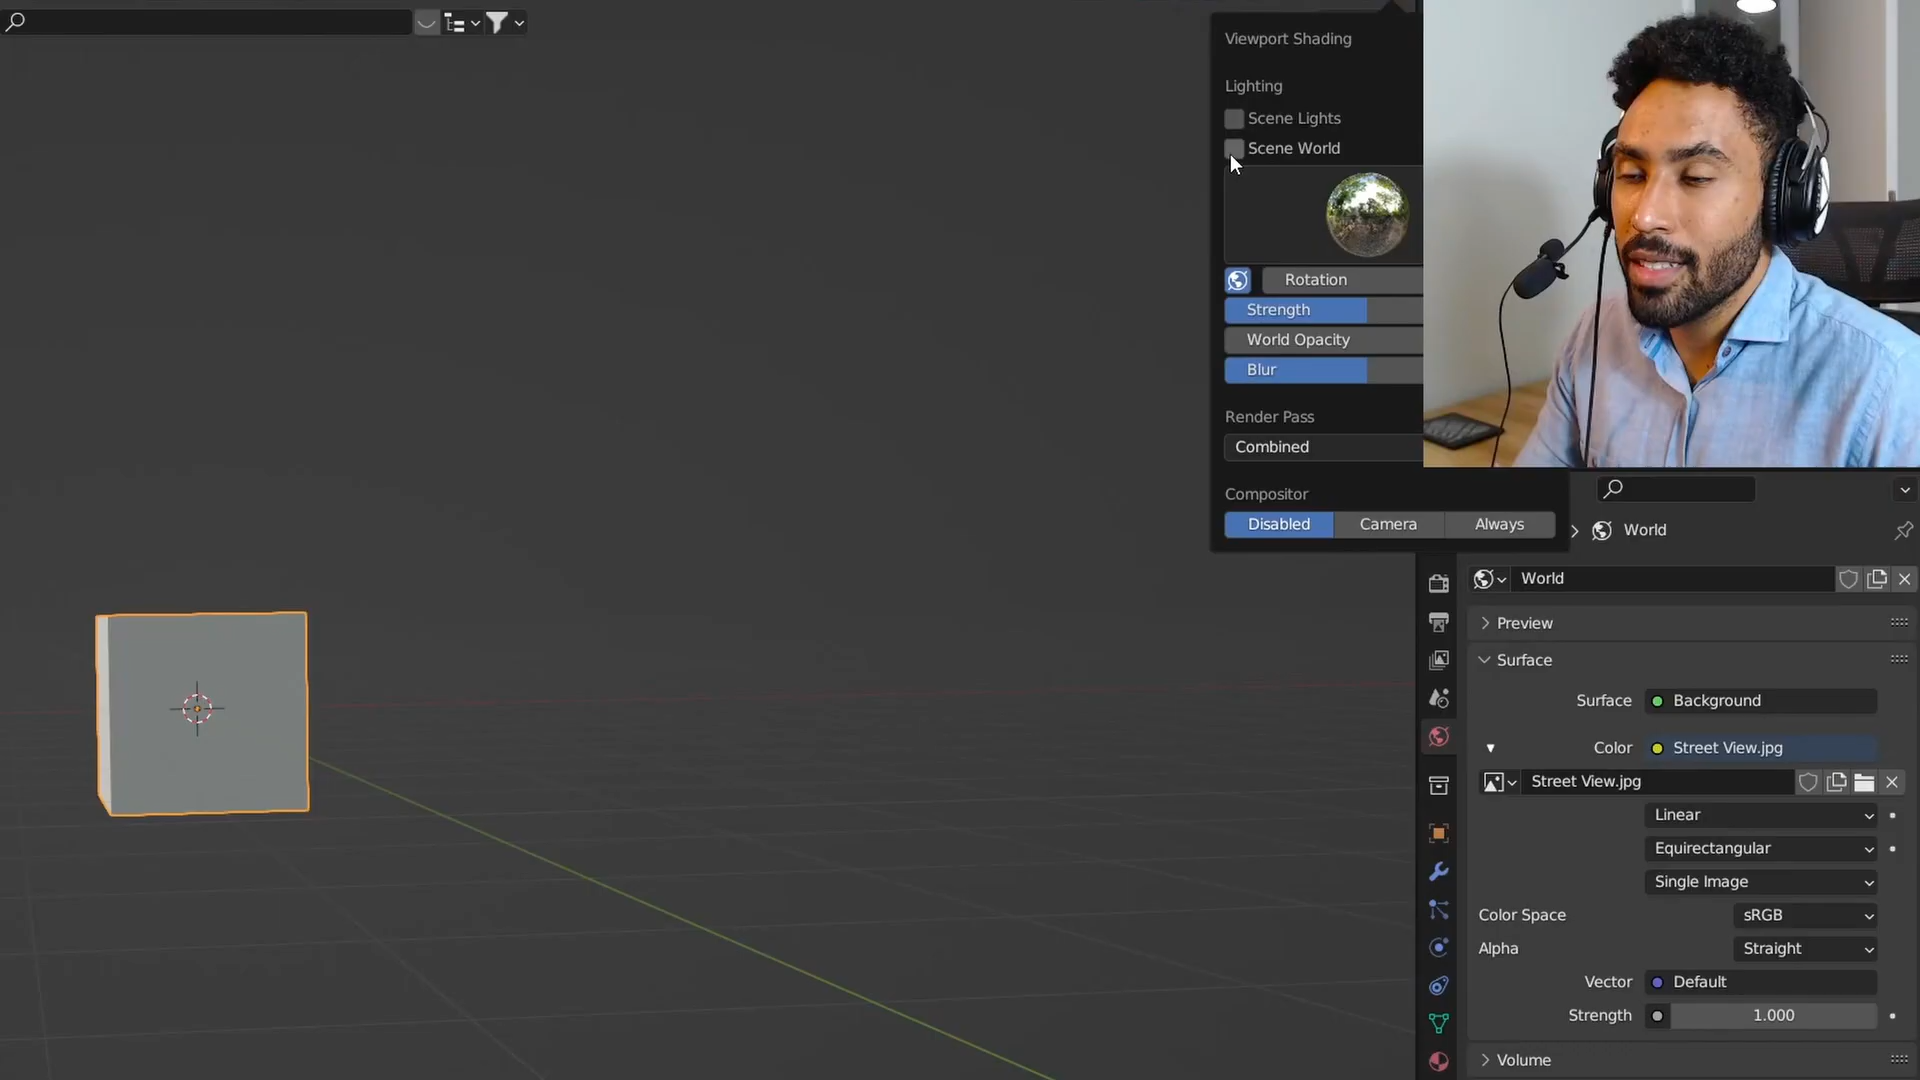 Viewport Shading
Lighting
Scene Lights
Scene World
Rotation
Strength
World Opacity
Blur
Render Pass
Combined
Compositor
Disabled Camera Always
World
World
Preview
Surface
Surface Background
Color Street View.jpg
Street View.jpg
Linear
Equirectangular
Single Image
Color Space sRGB
Alpha Straight
Vector Default
Strength 1.000
Volume